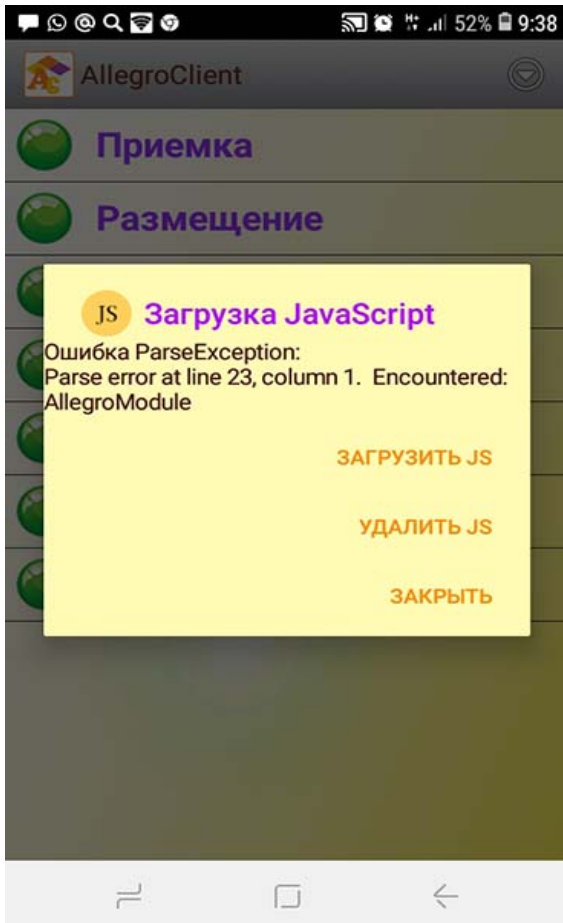 52% 9:38
AllegroClient
Приемка
Размещение
JS Загрузка JavaScript
Ошибка ParseException:
Parse error at line 23, column 1. Encountered:
AllegroModule
ЗАГРУЗИТЬ JS
УДАЛИТЬ JS
ЗАКРЫТЬ